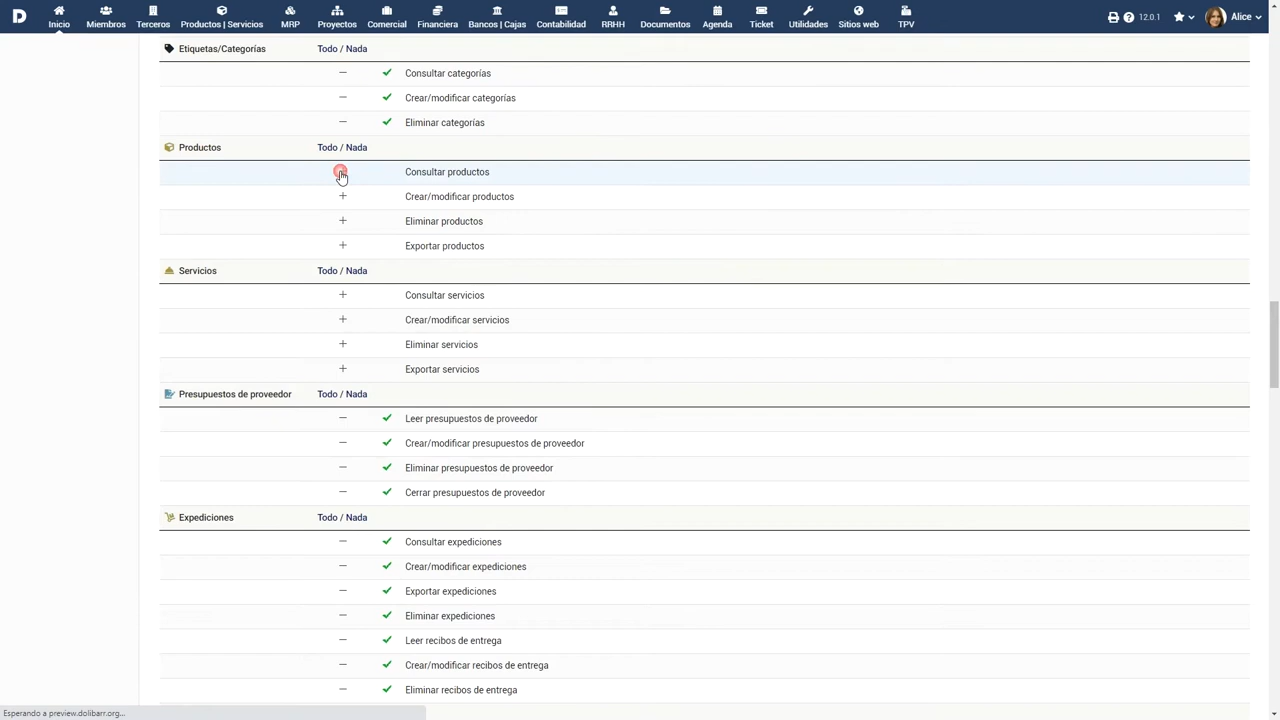 D Inicio Miembros Terceros Productos | Servicios MRP Proyectos Comercial Financiera Bancos | Cajas Contabilidad RRHH Documentos Agenda Ticket Utilidades Sitios web TPV 12.0.1 Alice
Etiquetas/Categorías Todo / Nada
Consultar categorías
Crear/modificar categorías
Eliminar categorías
Productos Todo / Nada
Consultar productos
Crear/modificar productos
Eliminar productos
Exportar productos
Servicios Todo / Nada
Consultar servicios
Crear/modificar servicios
Eliminar servicios
Exportar servicios
Presupuestos de proveedor Todo / Nada
Leer presupuestos de proveedor
Crear/modificar presupuestos de proveedor
Eliminar presupuestos de proveedor
Cerrar presupuestos de proveedor
Expediciones Todo / Nada
Consultar expediciones
Crear/modificar expediciones
Exportar expediciones
Eliminar expediciones
Leer recibos de entrega
Crear/modificar recibos de entrega
Eliminar recibos de entrega
Esperando a preview.dolibarr.org...